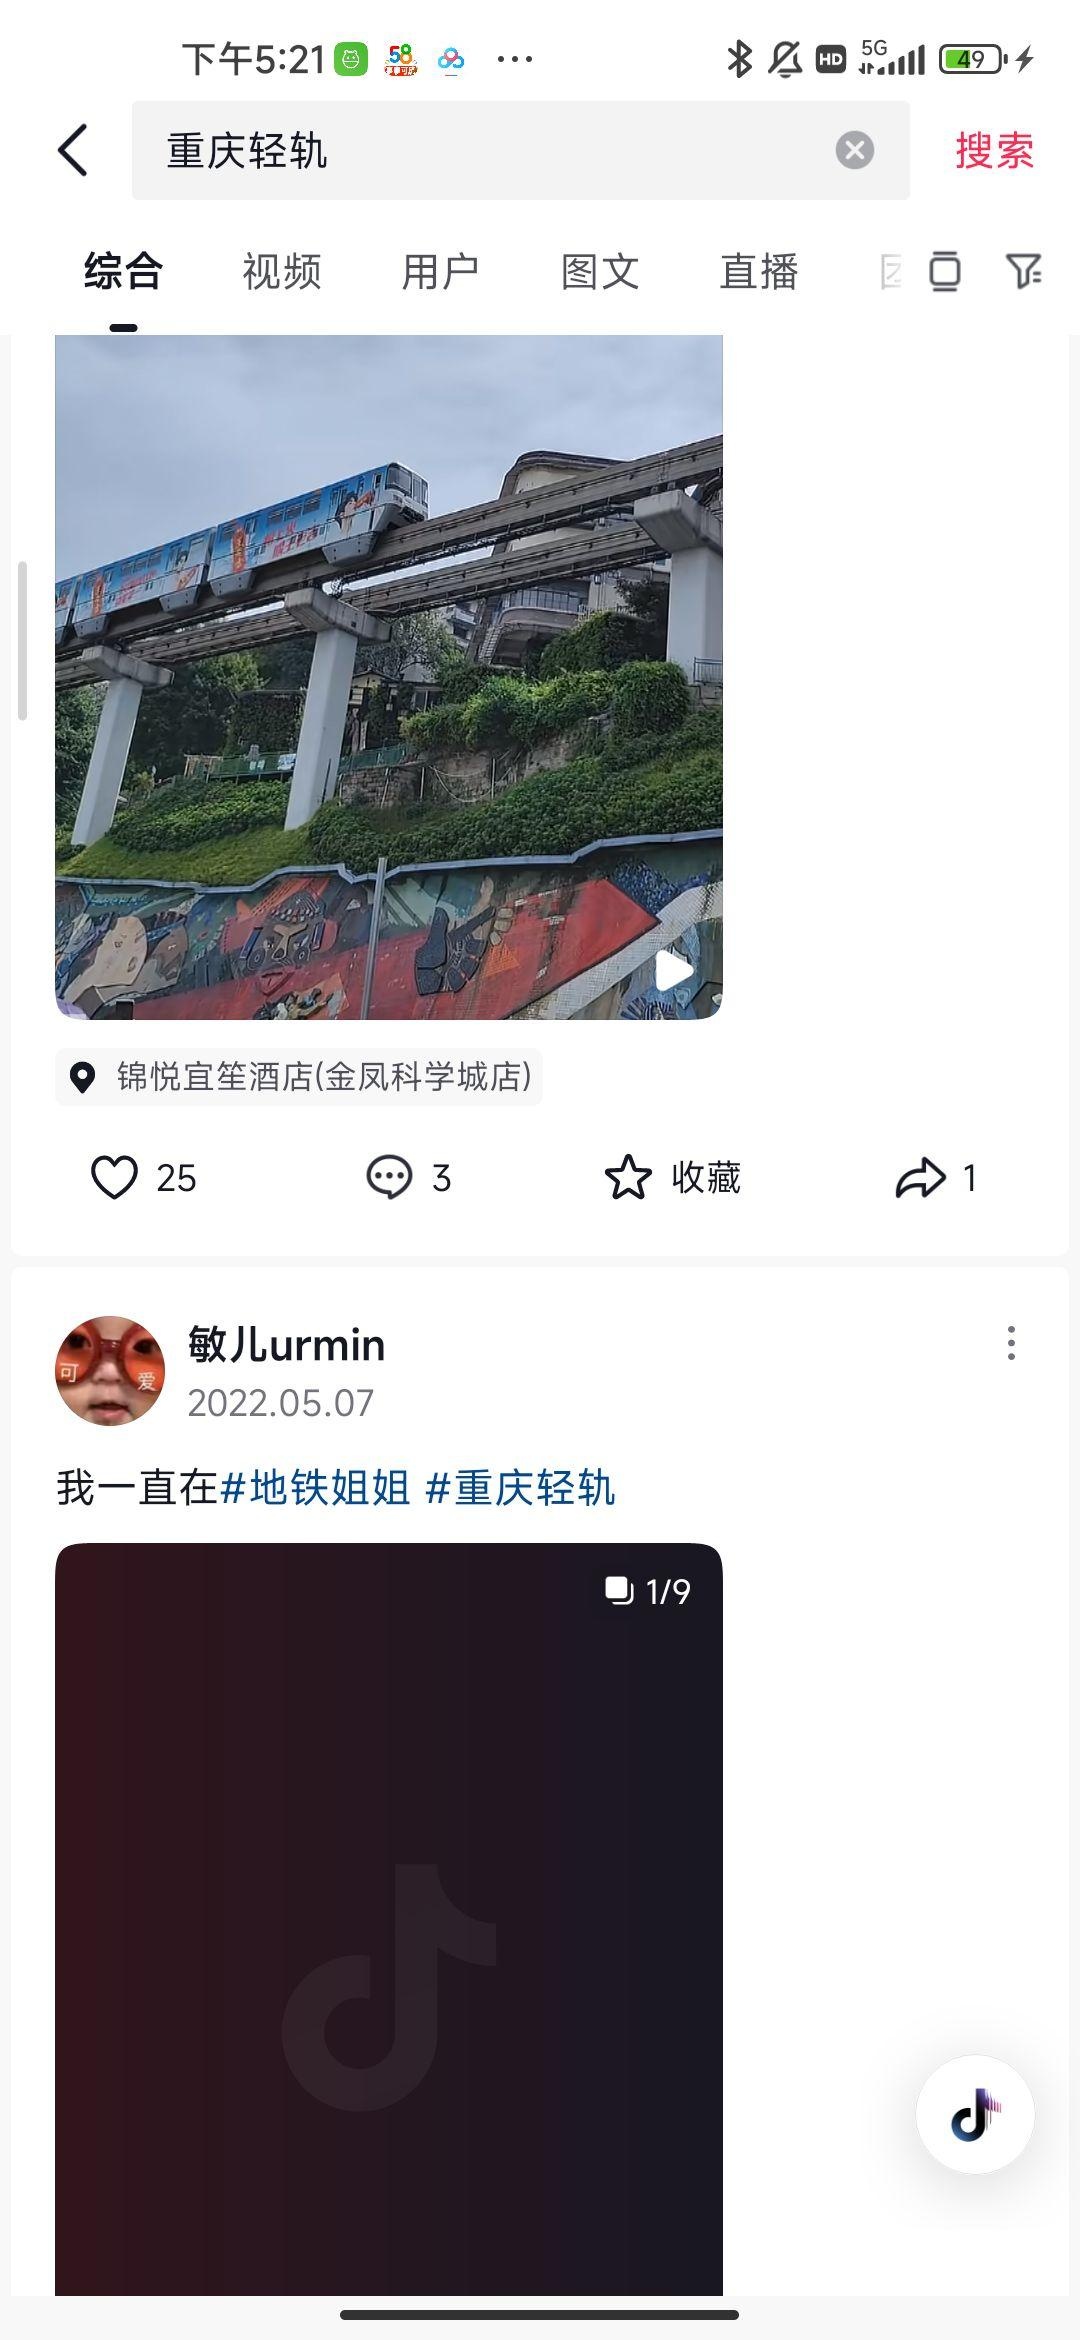 下午5:21
58
HD
5G
49
重庆轻轨
搜索
综合
视频
用户
图文
直播
锦悦宜笙酒店(金凤科学城店)
25
3
收藏
1
敏儿urmin
可
爱
2022.05.07
我一直在#地铁姐姐 #重庆轻轨
1/9